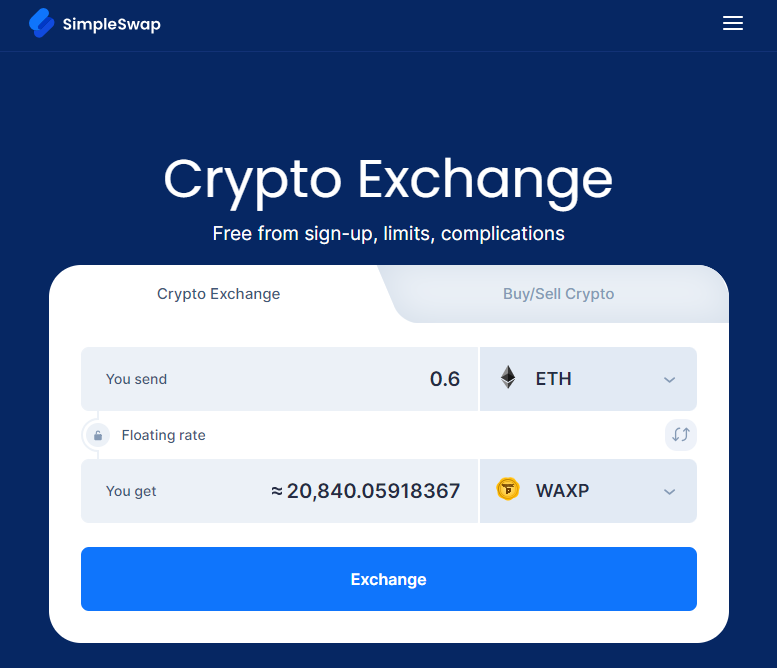 SimpleSwap
Crypto Exchange
Free from sign-up, limits, complications
Crypto Exchange
Buy/Sell Crypto
You send
0.6
ETH
Floating rate
You get
≈ 20,840.05918367
WAXP
Exchange